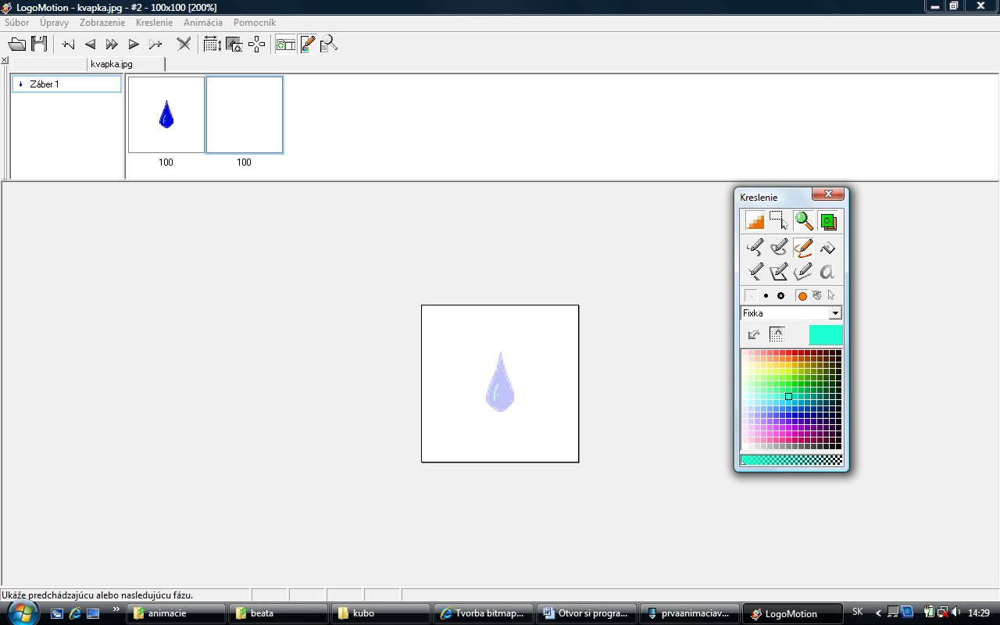 LogoMotion - kvapka.jpg - #2 - 100x100 [200%]
Súbor Úpravy Zobrazenie Kreslenie Animácia Pomocník
kvapka.jpg
Záber 1
100 100
Kreslenie
a
Fixka
Ukáže predchádzajúcu alebo nasledujúcu fázu.
animacie beata kubo Tvorba bitmap... Otvor si progra... prvaanimaciav... LogoMotion SK 14:29